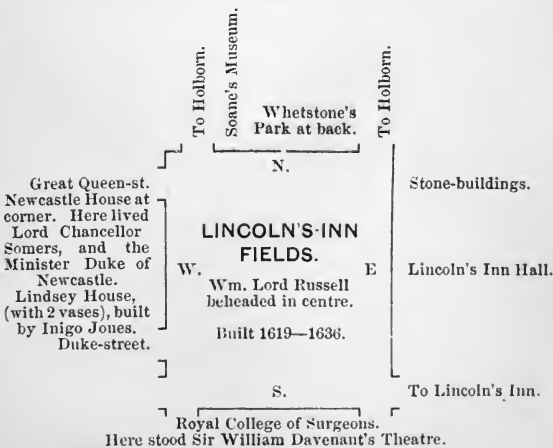 To Holborn.
Soane's Museum.
Whetstone's
Park at back.
To Holborn.
N.
Great Queen-st.
Newcastle House at
corner. Here lived
Lord Chancellor
Somers, and the
Minister Duke of
Newcastle.
Lindsey House,
(with 2 vases), built
by Inigo Jones.
Duke-street.
W.
LINCOLN'S-INN
FIELDS.
Wm. Lord Russell
beheaded in centre.
Built 1619—1636.
E
Stone-buildings.
Lincoln's Inn Hall.
S.
To Lincoln's Inn.
Royal College of Surgeons.
Here stood Sir William Davenant's Theatre.